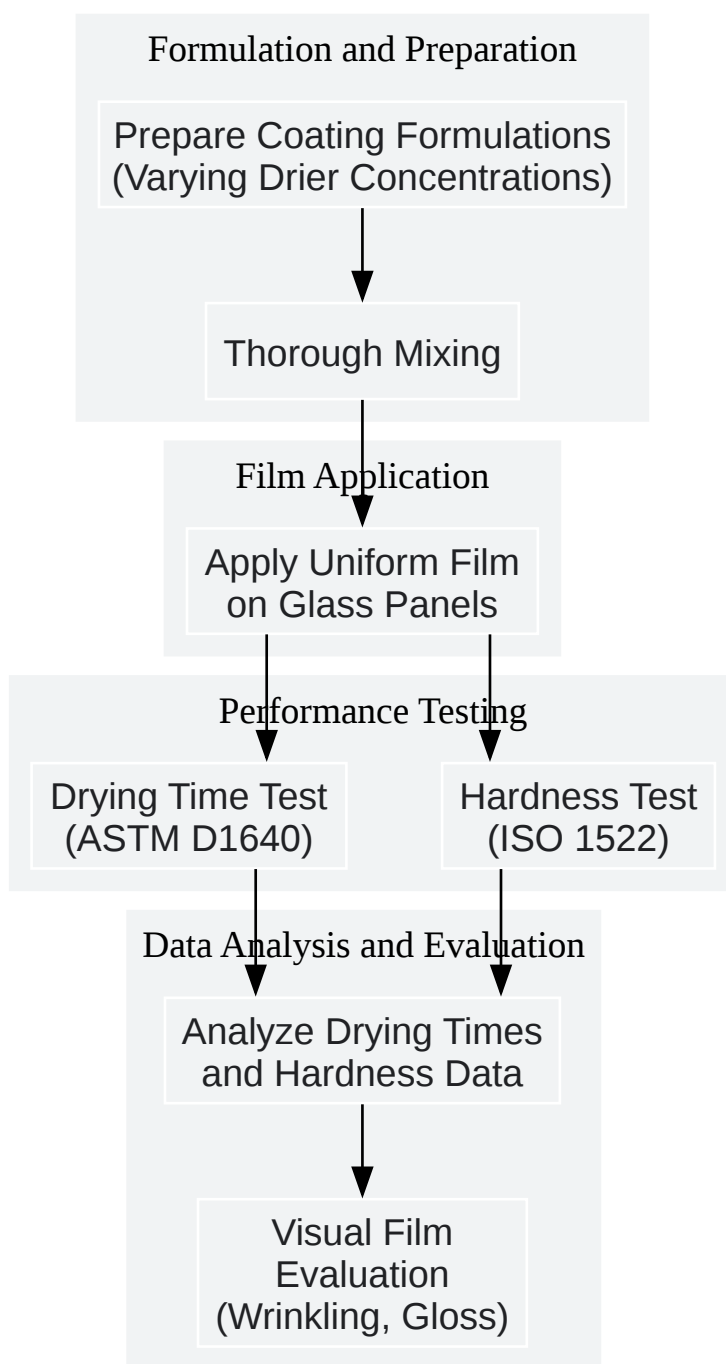 Formulation and Preparation
Prepare Coating Formulations
(Varying Drier Concentrations)
Thorough Mixing
Film Application
Apply Uniform Film
on Glass Panels
Performance Testing
Drying Time Test
(ASTM D1640)
Hardness Test
(ISO 1522)
Data Analysis and Evaluation
Analyze Drying Times
and Hardness Data
Visual Film
Evaluation
(Wrinkling, Gloss)